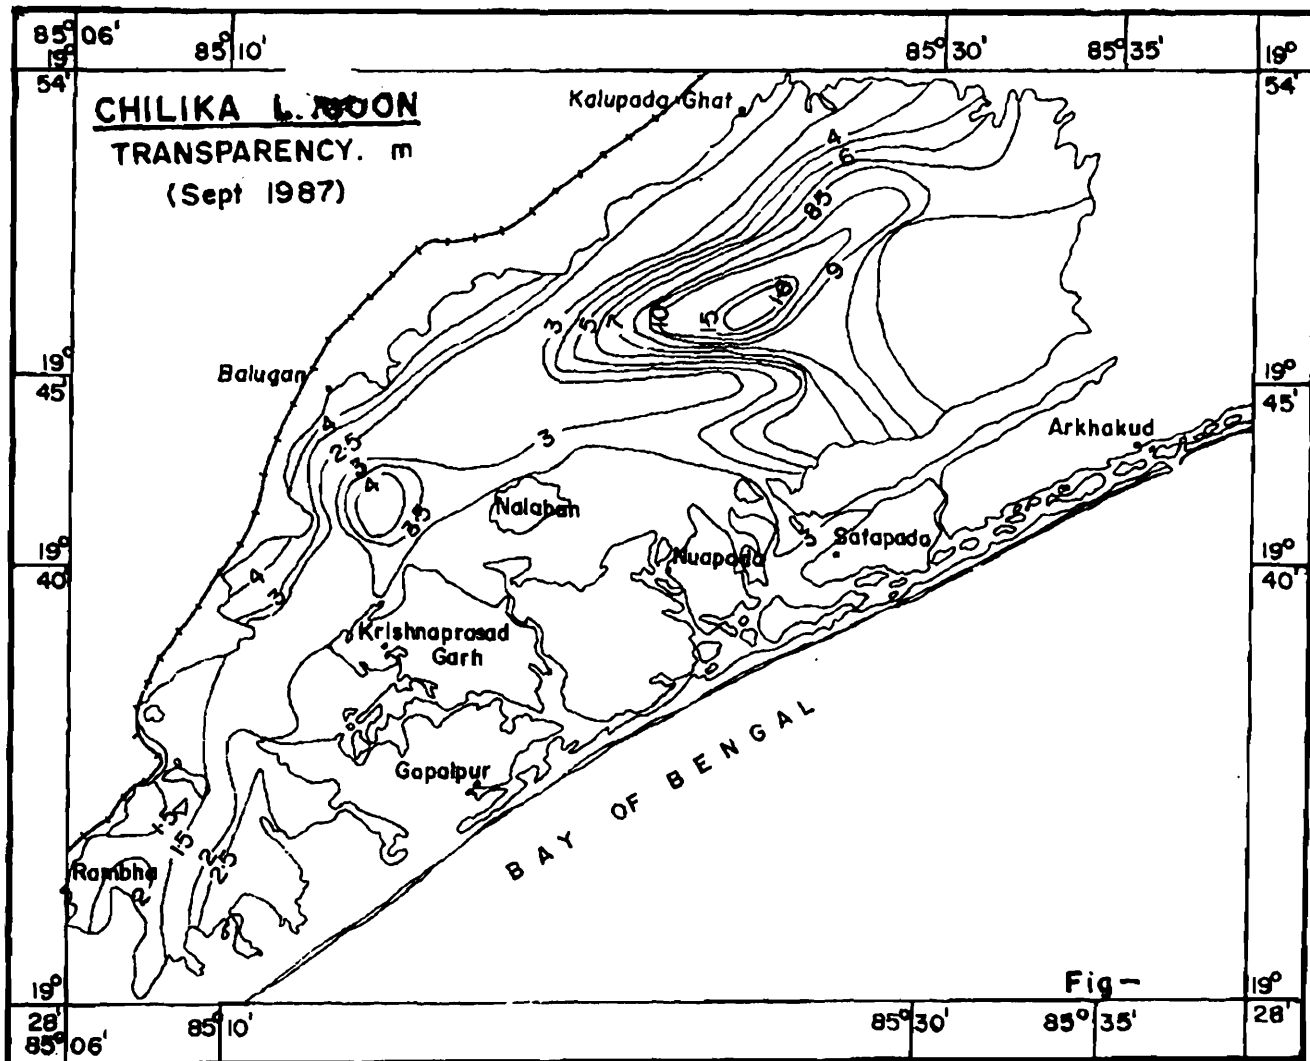 85° 06' 85° 10' 85° 30' 85° 35'
19° 54' 19° 54'
CHILIKA
TRANSPARENCY. m
(Sept 1987)
Kalupada Ghat
4
6
85
9
18
10
15
3 5 7
19° 45' 19° 45'
Balugan
4
2.5
3
4
3.5
3
Arkhakud
Nalaban
19° 40' 19° 40'
Nuapada
3
Satapada
4
3
Krishnaprasad
Garh
Gopalpur
BAY OF BENGAL
1.5
2
2.5
Rambha
2
Fig-
19° 28' 19° 28'
85° 06' 85° 10' 85° 30' 85° 35'